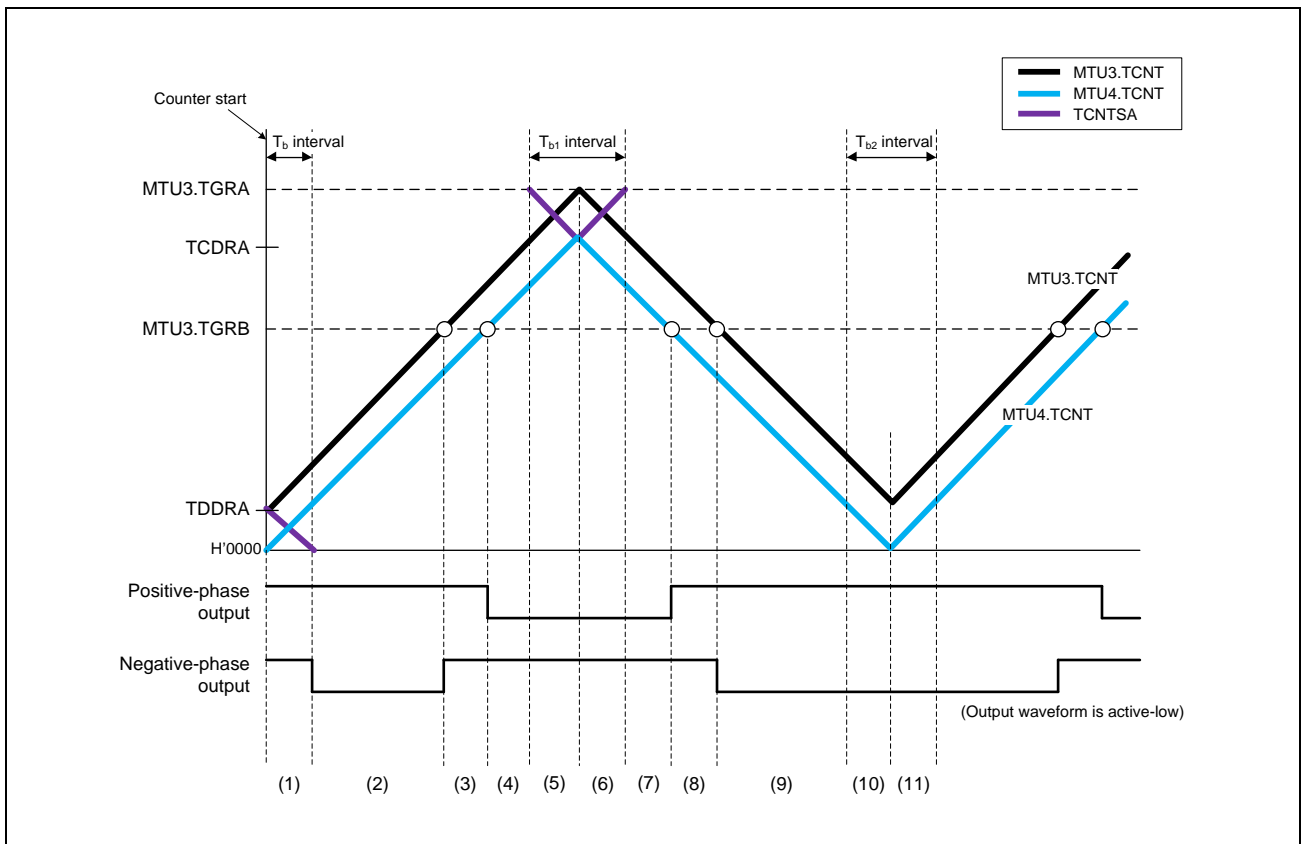 MTU3.TCNT
MTU4.TCNT
TCNTSA
Counter start
Tb interval
Tb1 interval
Tb2 interval
MTU3.TGRA
TCDRA
MTU3.TCNT
MTU3.TGRB
MTU4.TCNT
TDDRA
H'0000
Positive-phase
output
Negative-phase
output
(Output waveform is active-low)
(1) (2) (3) (4) (5) (6) (7) (8) (9) (10) (11)